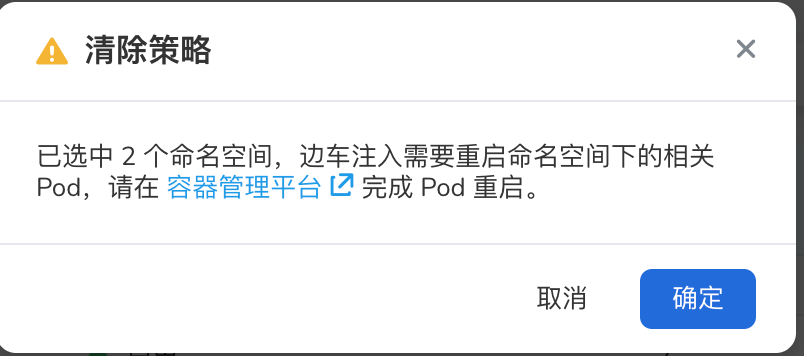 清除策略
已选中 2 个命名空间，边车注入需要重启命名空间下的相关
Pod，请在 容器管理平台 完成 Pod 重启。
取消
确定